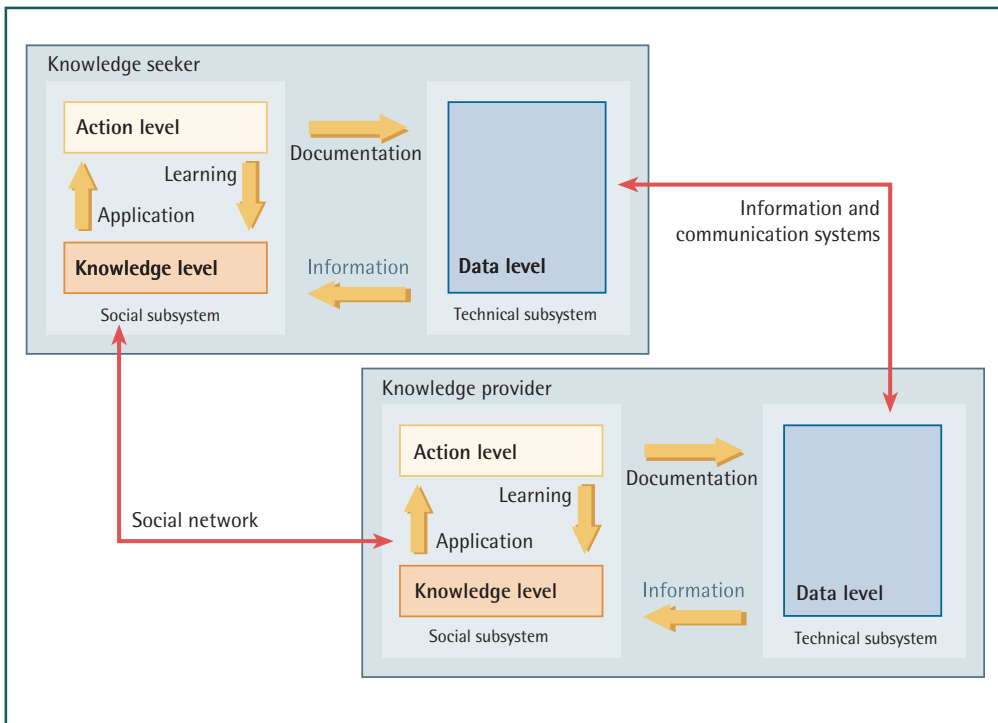 Knowledge seeker
Action level
Documentation
Learning
Application
Knowledge level
Information
Data level
Social subsystem
Technical subsystem
Information and
communication systems
Knowledge provider
Action level
Documentation
Learning
Social network
Application
Knowledge level
Information
Data level
Social subsystem
Technical subsystem